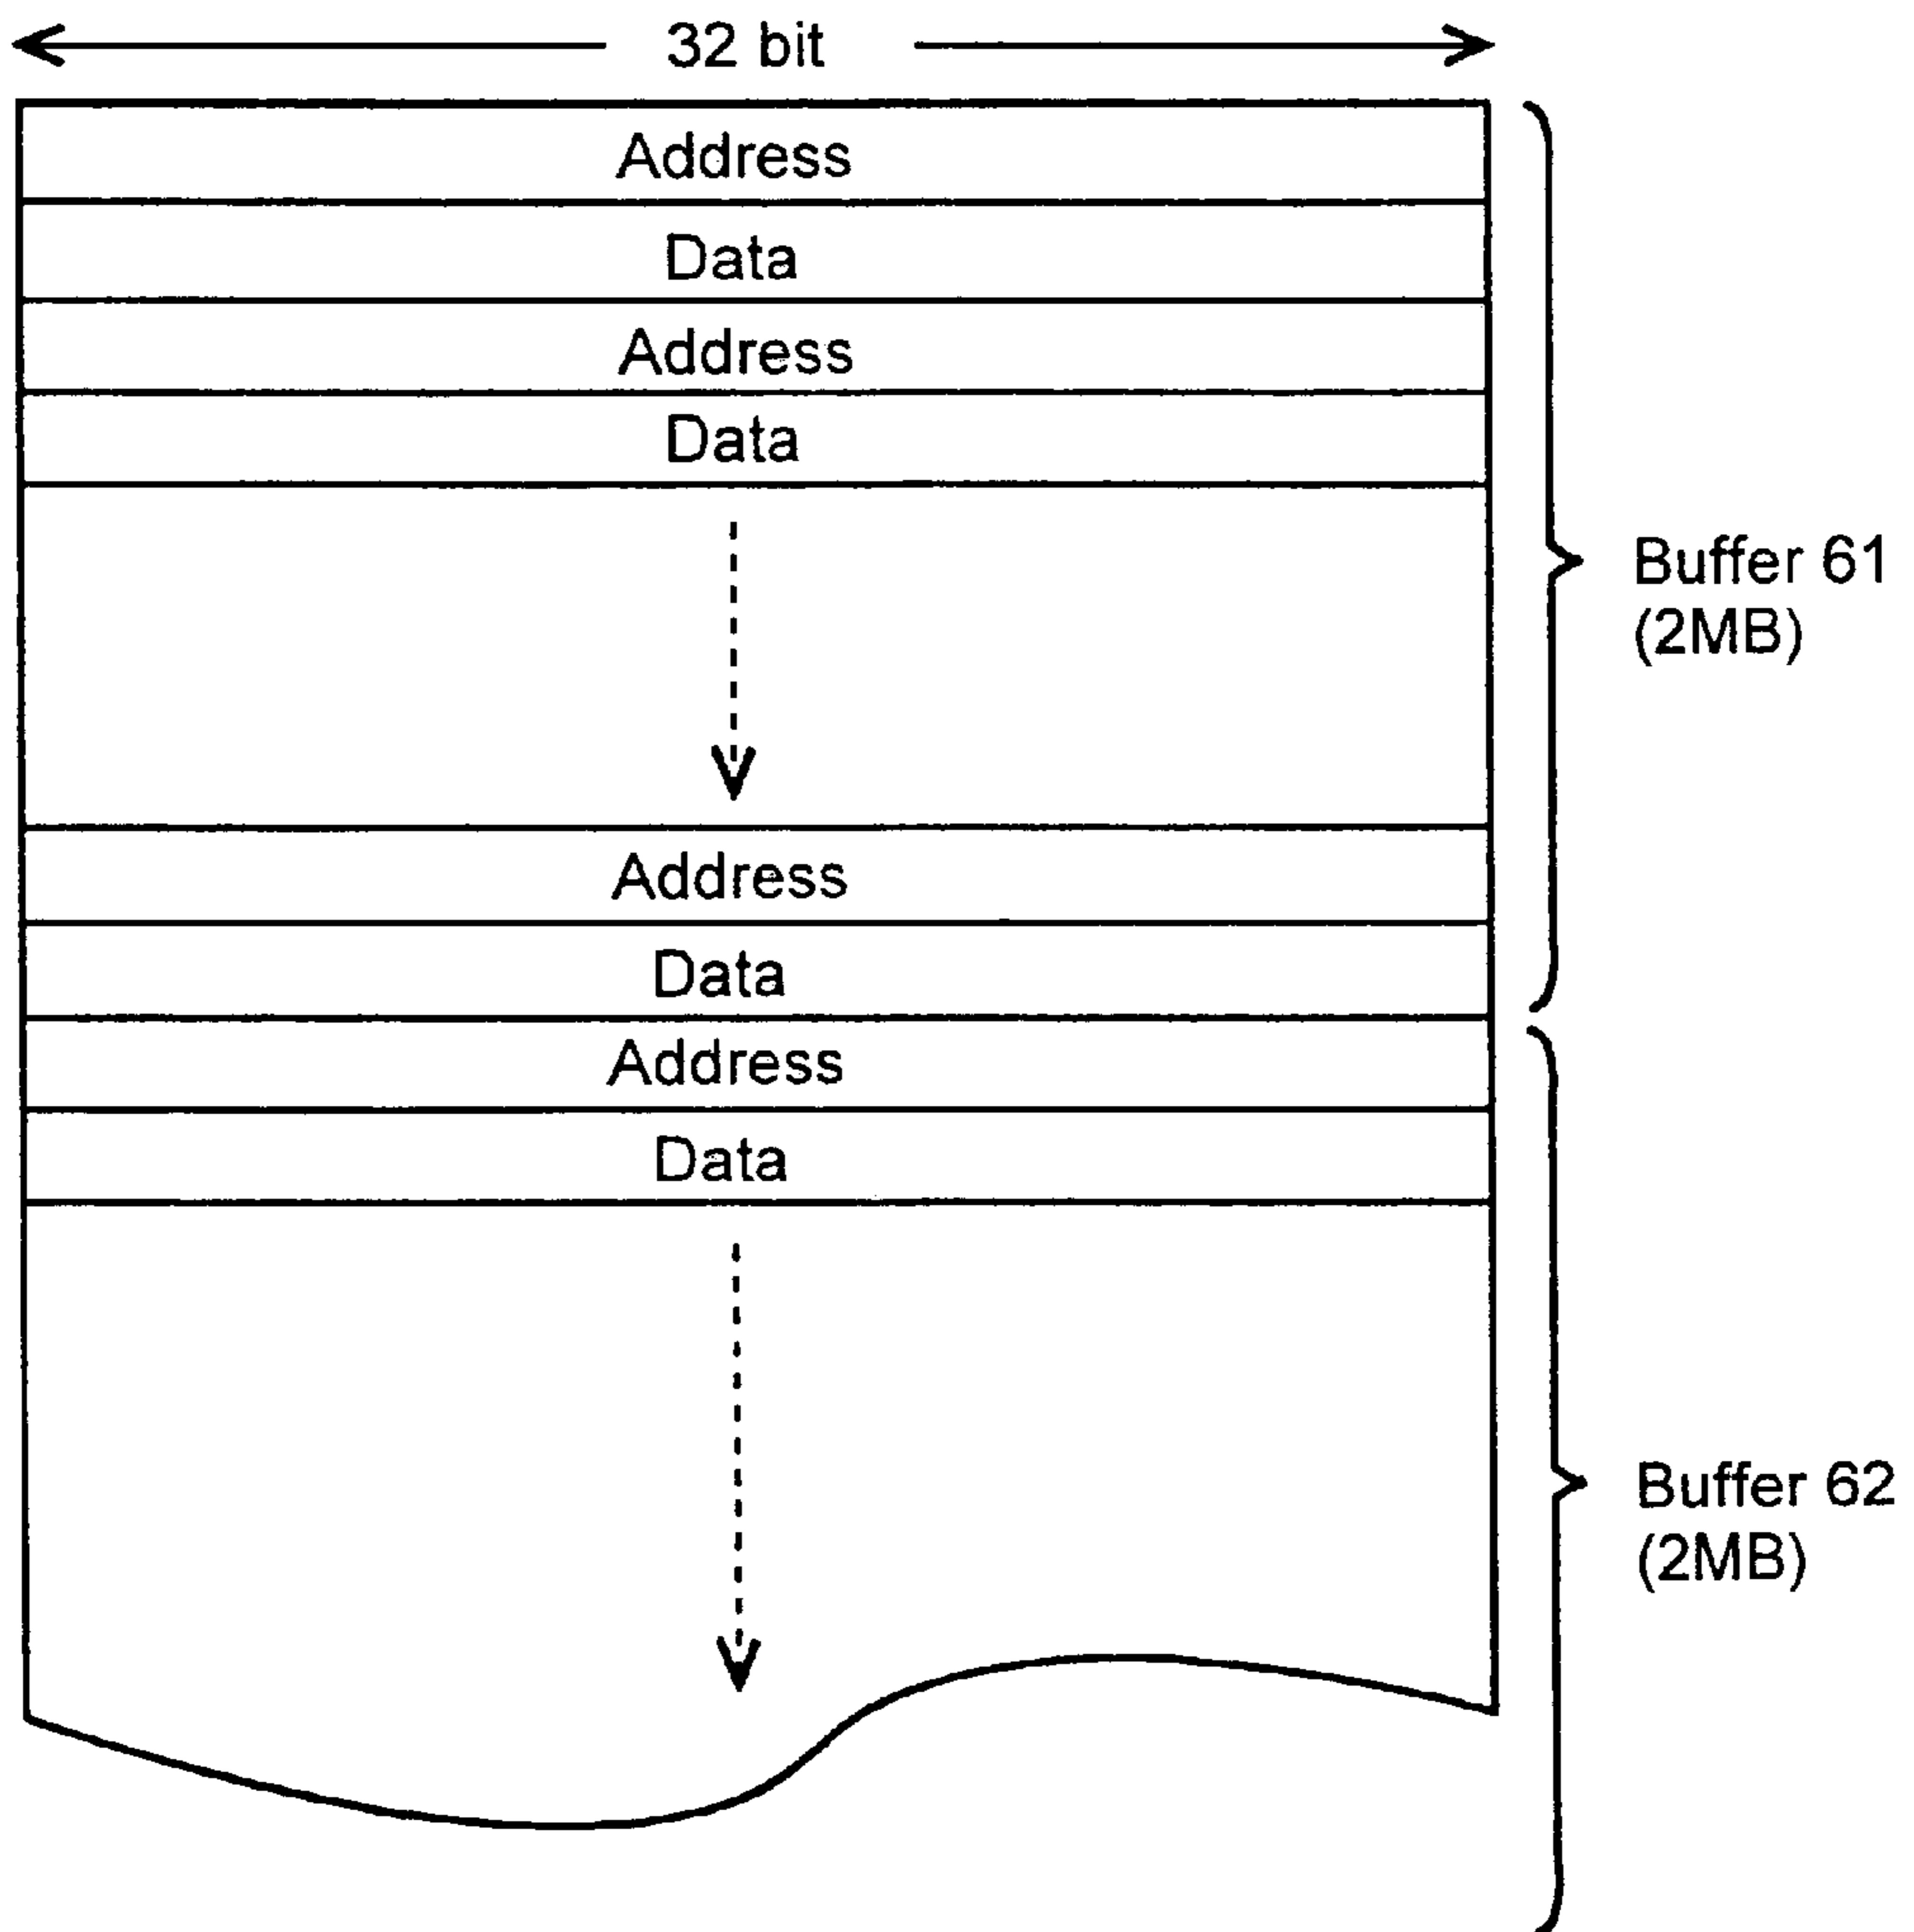 32 bit
Address
Data
Address
Data
Buffer 61
(2MB)
Address
Data
Address
Data
Buffer 62
(2MB)